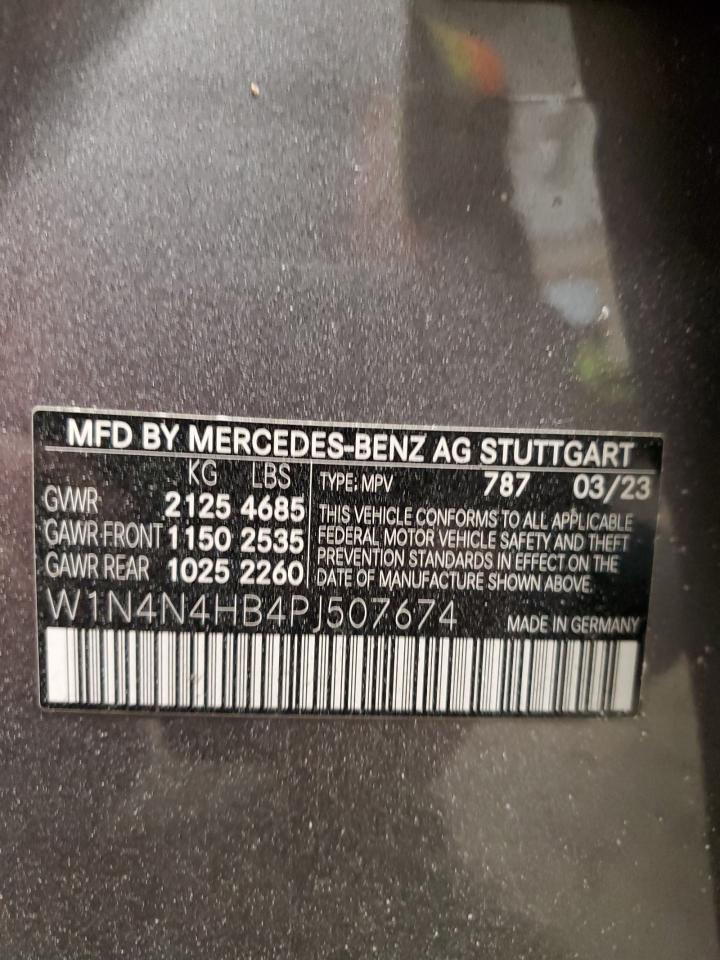 MFD BY MERCEDES-BENZ AG STUTTGART
KG LBS
GVWR 2125 4685
GAWR FRONT 1150 2535
GAWR REAR 1025 2260
TYPE: MPV 787 03/23
THIS VEHICLE CONFORMS TO ALL APPLICABLE
FEDERAL MOTOR VEHICLE SAFETY AND THEFT
PREVENTION STANDARDS IN EFFECT ON THE
DATE OF MANUFACTURE SHOWN ABOVE.
W1N4N4HB4PJ507674
MADE IN GERMANY